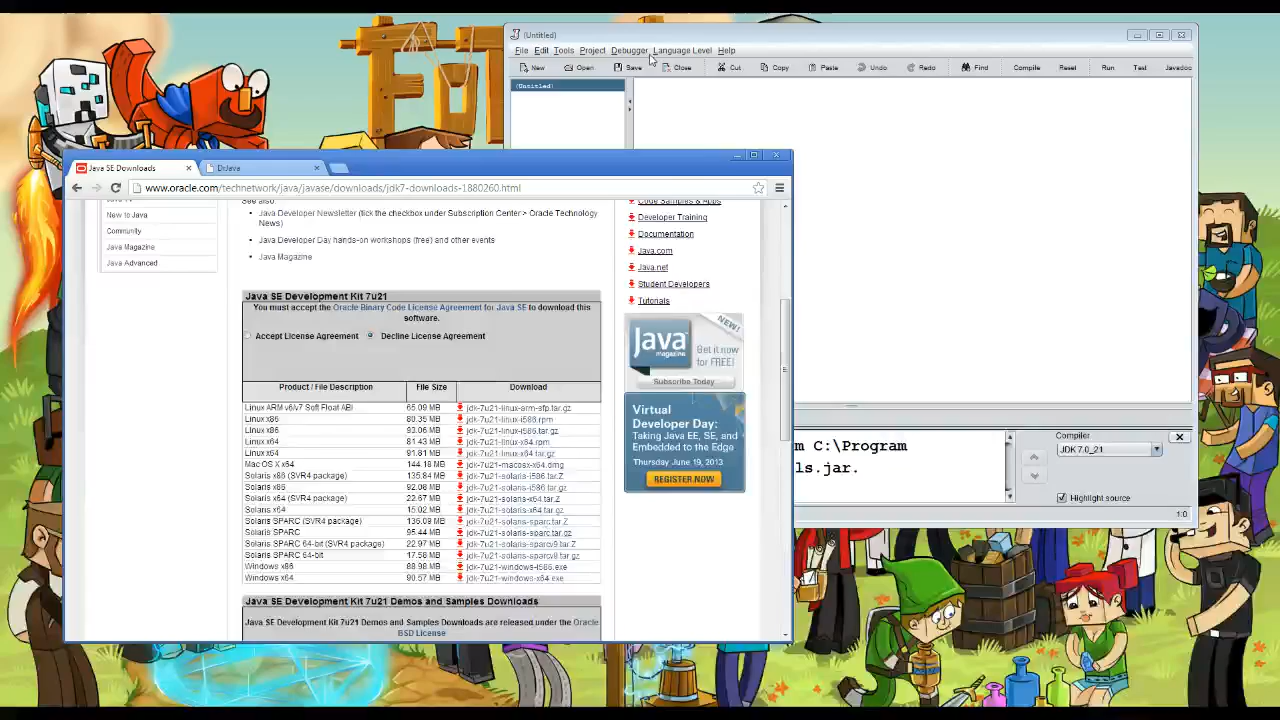 (Untitled)
File Edit Tools Project Debugger Language Level Help
New Open Save Close Cut Copy Paste Undo Redo Find Compile Reset Run Test Javadoc
(Untitled)
Java SE Downloads DrJava
www.oracle.com/technetwork/java/javase/downloads/jdk7-downloads-1880260.html
New to Java
Community
Java Magazine
Java Advanced
See also:
Java Developer Newsletter (tick the checkbox under Subscription Center > Oracle Technology
News)
Java Developer Day hands-on workshops (free) and other events
Java Magazine
Java SE Development Kit 7u21
You must accept the Oracle Binary Code License Agreement for Java SE to download this
software.
Accept License Agreement Decline License Agreement
Product / File Description File Size Download
Linux ARM v6/v7 Soft Float ABI 65.09 MB jdk-7u21-linux-arm-sfp.tar.gz
Linux x86 80.35 MB jdk-7u21-linux-i586.rpm
Linux x86 93.06 MB jdk-7u21-linux-i586.tar.gz
Linux x64 81.43 MB jdk-7u21-linux-x64.rpm
Linux x64 91.81 MB jdk-7u21-linux-x64.tar.gz
Mac OS X x64 144.18 MB jdk-7u21-macosx-x64.dmg
Solaris x86 (SVR4 package) 135.84 MB jdk-7u21-solaris-i586.tar.Z
Solaris x86 92.08 MB jdk-7u21-solaris-i586.tar.gz
Solaris x64 (SVR4 package) 22.67 MB jdk-7u21-solaris-x64.tar.Z
Solaris x64 15.02 MB jdk-7u21-solaris-x64.tar.gz
Solaris SPARC (SVR4 package) 136.09 MB jdk-7u21-solaris-sparc.tar.Z
Solaris SPARC 95.44 MB jdk-7u21-solaris-sparc.tar.gz
Solaris SPARC 64-bit (SVR4 package) 22.97 MB jdk-7u21-solaris-sparcv9.tar.Z
Solaris SPARC 64-bit 17.58 MB jdk-7u21-solaris-sparcv9.tar.gz
Windows x86 88.98 MB jdk-7u21-windows-i586.exe
Windows x64 90.57 MB jdk-7u21-windows-x64.exe
Java SE Development Kit 7u21 Demos and Samples Downloads
Java SE Development Kit 7u21 Demos and Samples Downloads are released under the Oracle
BSD License
Code Samples & Apps
Developer Training
Documentation
Java.com
Java.net
Student Developers
Tutorials
NEW!
Java magazine
Get it now
for FREE!
Subscribe Today
Virtual
Developer Day:
Taking Java EE, SE, and
Embedded to the Edge
Thursday June 19, 2013
REGISTER NOW
m C:\Program
ls.jar.
Compiler
JDK 7.0_21
Highlight source
1:0